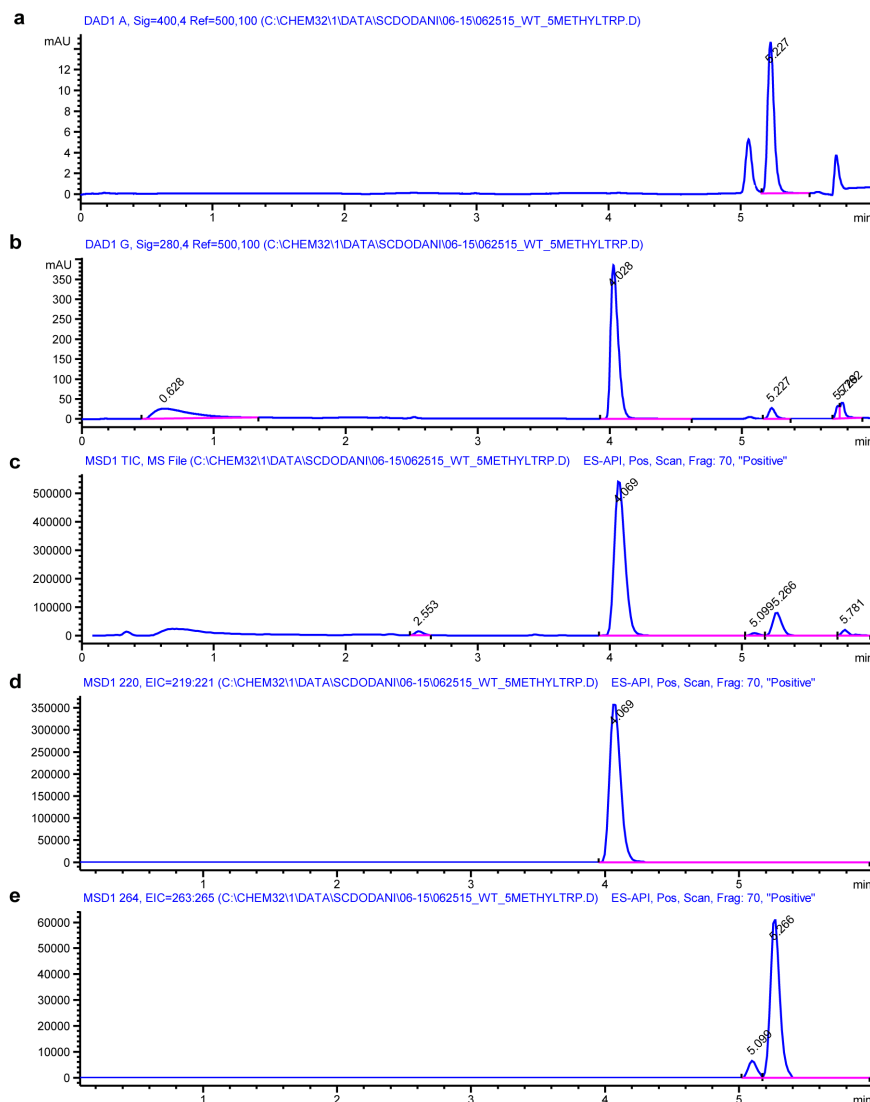 a
DAD1 A, Sig=400,4 Ref=500,100 (C:\CHEM32\1\DATA\SCDODANI\06-15\062515_WT_5METHYLTRP.D)
mAU
12
10
8
6
4
2
0
5.227
0 1 2 3 4 5 min
b
DAD1 G, Sig=280,4 Ref=500,100 (C:\CHEM32\1\DATA\SCDODANI\06-15\062515_WT_5METHYLTRP.D)
mAU
350
300
250
200
150
100
50
0
0.628
4.028
5.227
0 1 2 3 4 5 min
c
MSD1 TIC, MS File (C:\CHEM32\1\DATA\SCDODANI\06-15\062515_WT_5METHYLTRP.D) ES-API, Pos, Scan, Frag: 70, "Positive"
500000
400000
300000
200000
100000
0
2.553
4.069
5.099
5.266
5.781
0 1 2 3 4 5 min
d
MSD1 220, EIC=219:221 (C:\CHEM32\1\DATA\SCDODANI\06-15\062515_WT_5METHYLTRP.D) ES-API, Pos, Scan, Frag: 70, "Positive"
350000
300000
250000
200000
150000
100000
50000
0
4.069
1 2 3 4 5 min
e
MSD1 264, EIC=263:265 (C:\CHEM32\1\DATA\SCDODANI\06-15\062515_WT_5METHYLTRP.D) ES-API, Pos, Scan, Frag: 70, "Positive"
60000
50000
40000
30000
20000
10000
0
5.099
5.266
1 2 3 4 5 min